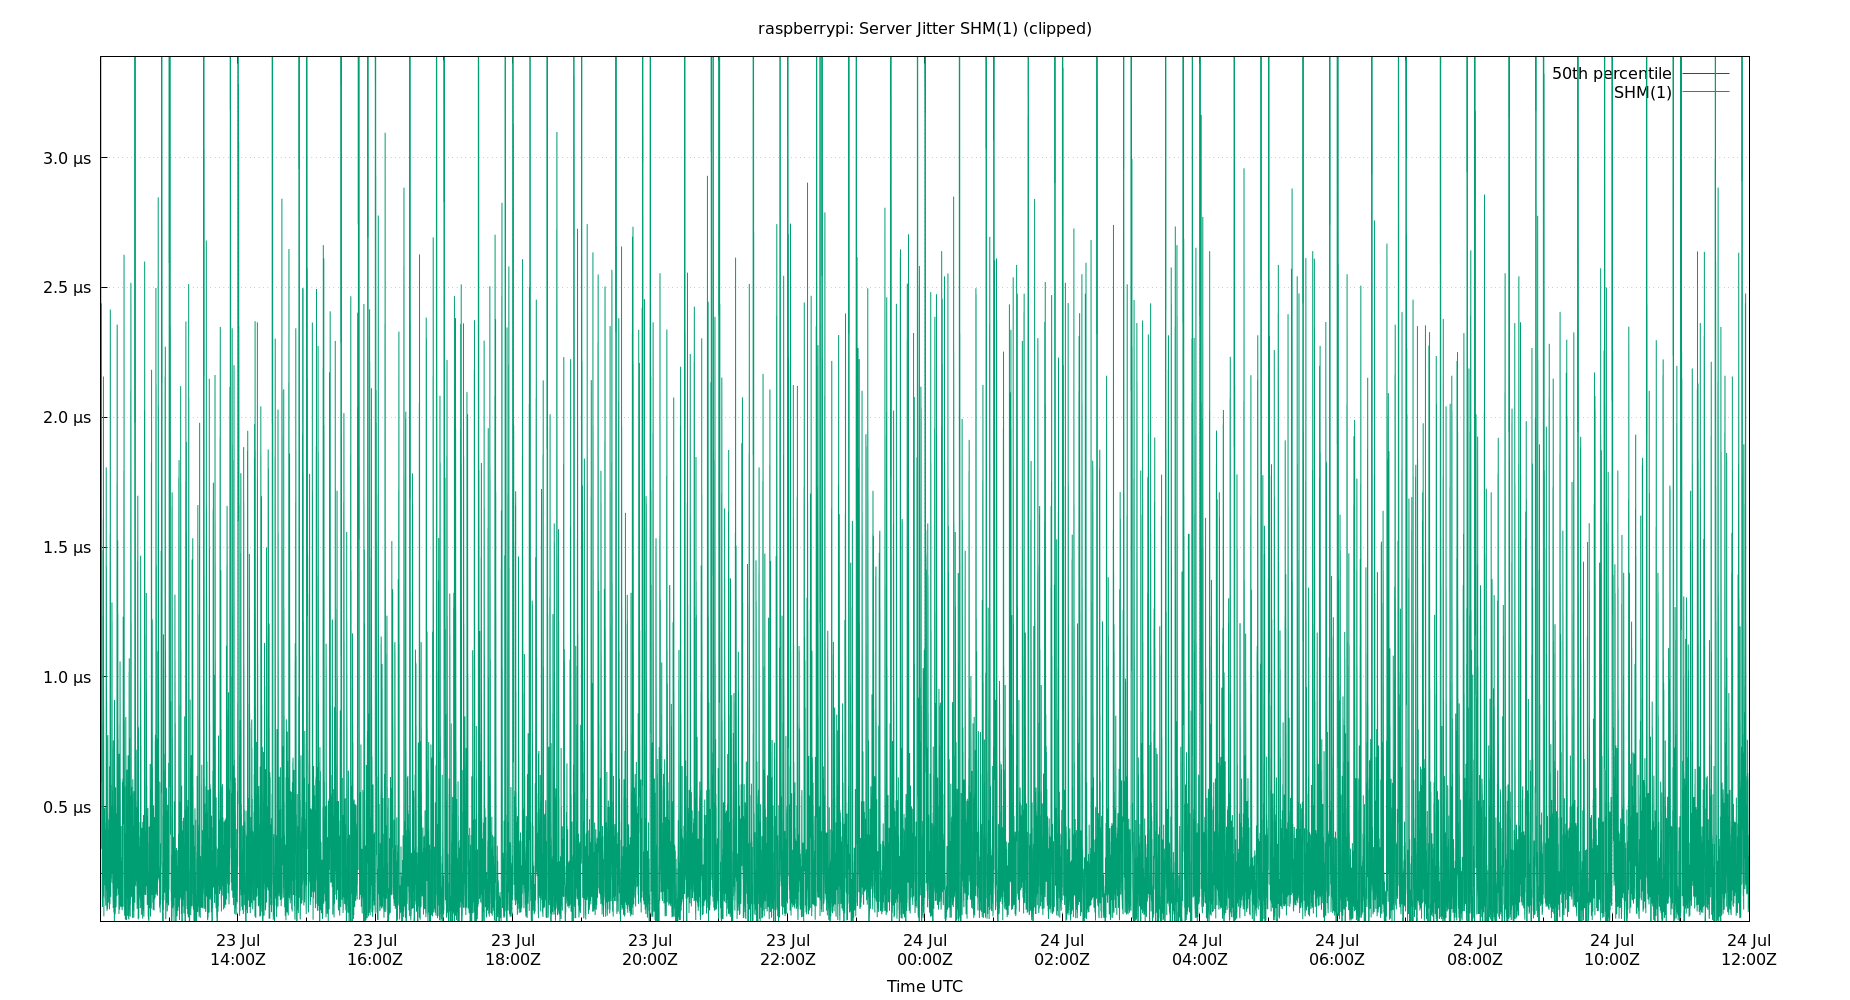 raspberrypi: Server Jitter SHM(1) (clipped)
50th percentile
SHM(1)
3.0 µs
2.5 µs
2.0 µs
1.5 µs
1.0 µs
0.5 µs
23 Jul 23 Jul 23 Jul 23 Jul 23 Jul 24 Jul 24 Jul 24 Jul 24 Jul 24 Jul 24 Jul 24 Jul
14:00Z 16:00Z 18:00Z 20:00Z 22:00Z 00:00Z 02:00Z 04:00Z 06:00Z 08:00Z 10:00Z 12:00Z
Time UTC